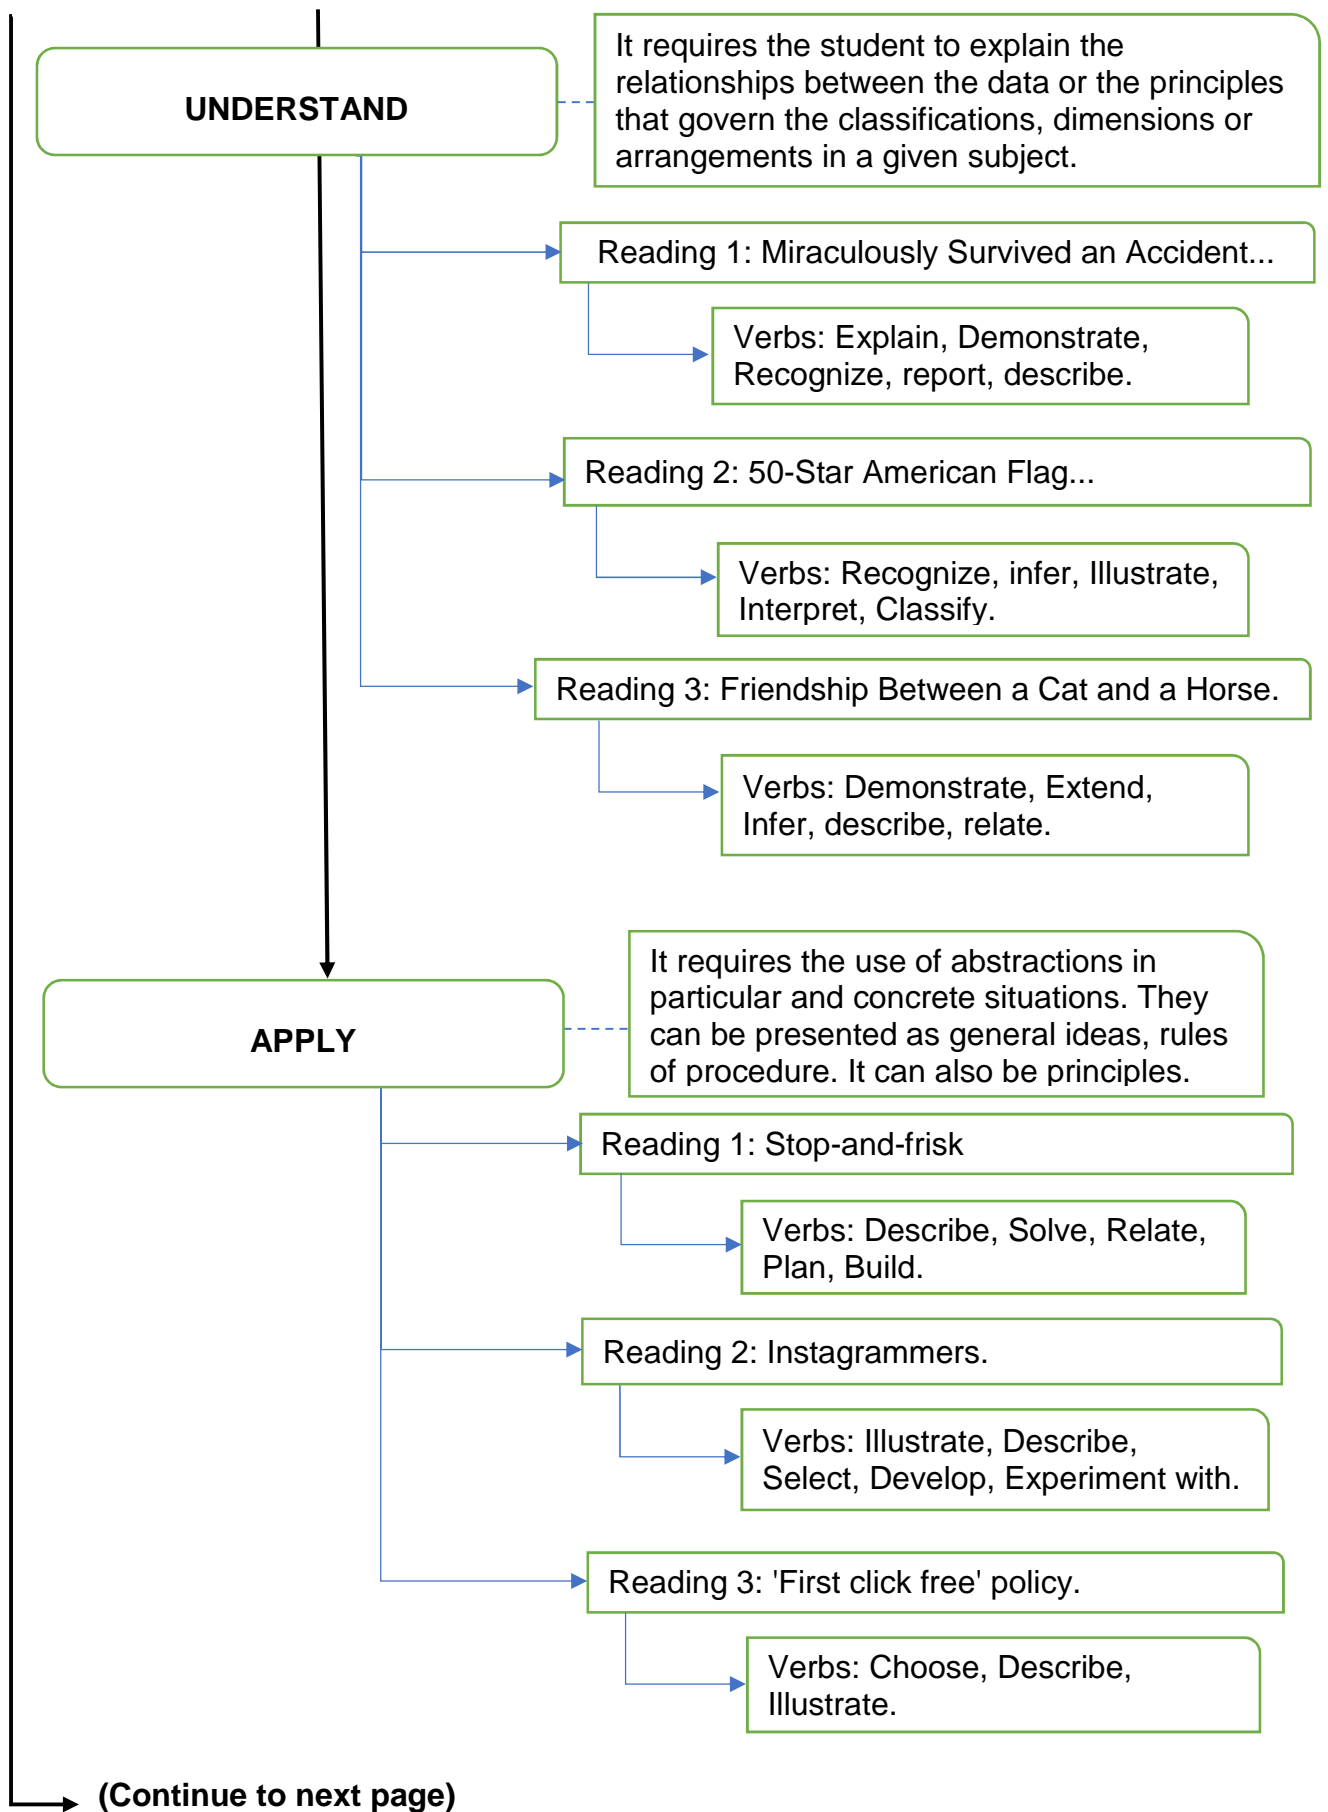 It requires the student to explain the
relationships between the data or the principles
that govern the classifications, dimensions or
arrangements in a given subject.
UNDERSTAND
Reading 1: Miraculously Survived an Accident...
Verbs: Explain, Demonstrate,
Recognize, report, describe.
Reading 2: 50-Star American Flag...
Verbs: Recognize, infer, Illustrate,
Interpret, Classify.
Reading 3: Friendship Between a Cat and a Horse.
Verbs: Demonstrate, Extend,
Infer, describe, relate.
It requires the use of abstractions in
particular and concrete situations. They
can be presented as general ideas, rules
of procedure. It can also be principles.
APPLY
Reading 1: Stop-and-frisk
Verbs: Describe, Solve, Relate,
Plan, Build.
Reading 2: Instagrammers.
Verbs: Illustrate, Describe,
Select, Develop, Experiment with.
Reading 3: 'First click free' policy.
Verbs: Choose, Describe,
Illustrate.
(Continue to next page)